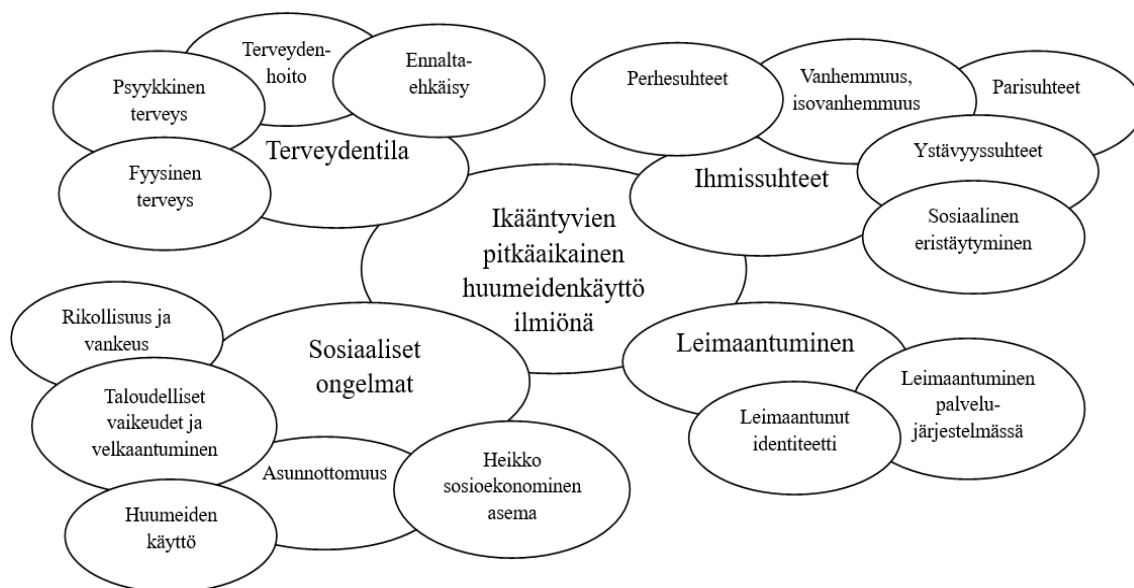 Terveyden-
hoito
Ennalta-
ehkäisy
Psyykkinen
terveys
Fyysinen
terveys
Terveydentila
Perhesuhteet
Vanhemmuus,
isovanhemmuus
Parisuhteet
Ystävyyssuhteet
Sosiaalinen
eristäytyminen
Ihmissuhteet
Ikääntyvien
pitkäaikainen
huumeidenkäyttö
ilmiönä
Rikollisuus ja
vankeus
Sosiaaliset
ongelmat
Taloudelliset
vaikeudet ja
velkaantuminen
Asunnottomuus
Heikko
sosioekonominen
asema
Huumeiden
käyttö
Leimaantuminen
Leimaantunut
identiteetti
Leimaantuminen
palvelu-
järjestelmässä